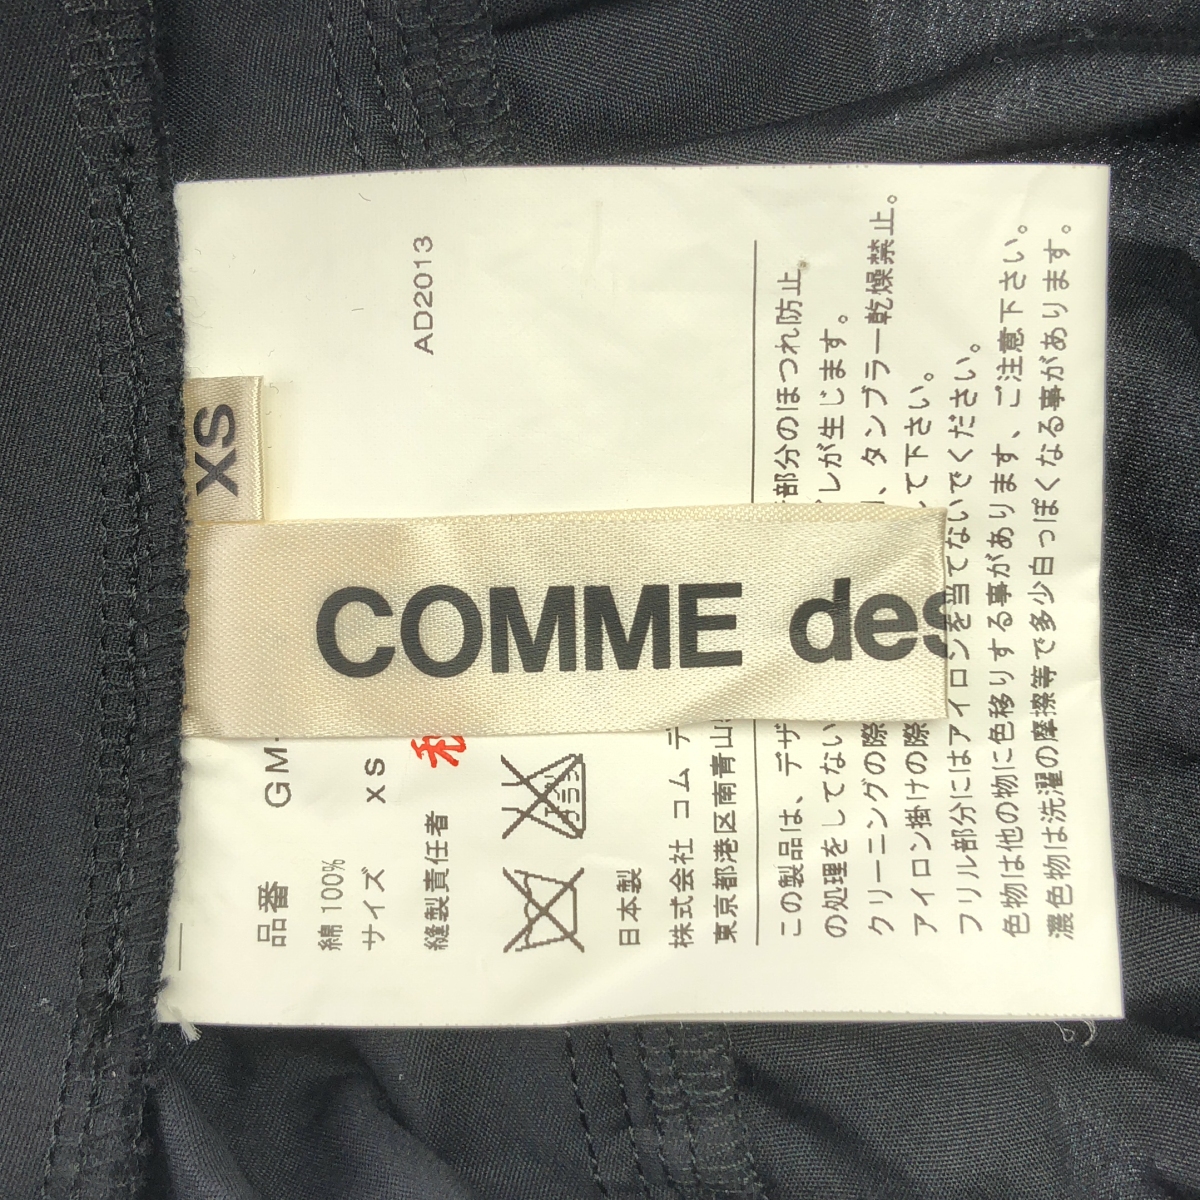 AD2013
XS
COMME des
品番 GM-
綿 100%
サイズ XS
縫製責任者
日本製
株式会社 コム デ
東京都港区南青山
この製品は、デザ 部分のほつれ防止
の処理をしてない レが生じます。
クリーニングの際 、タンブラー乾燥禁止。
アイロン掛けの際 して下さい。
フリル部分にはアイロンを当てないでください。
色物は他の物に色移りする事があります、ご注意下さい。
濃色物は洗濯の摩擦等で多少白っぽくなる事があります。